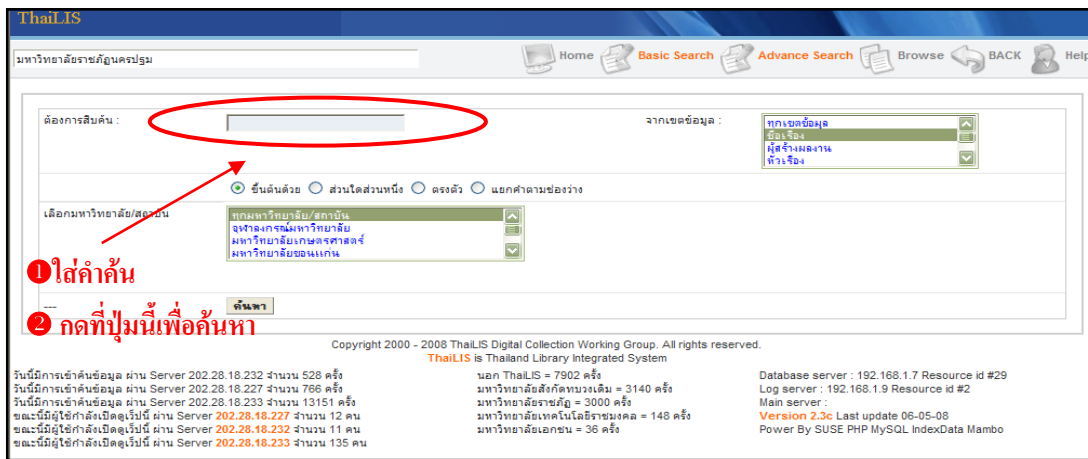 ThaiLIS
มหาวิทยาลัยราชภัฏนครปฐม
Home Basic Search Advance Search Browse BACK Help
ต้องการสืบค้น :
จากเขตข้อมูล :
ทุกเขตข้อมูล
ชื่อเรื่อง
ผู้สร้างผลงาน
หัวเรื่อง
ขึ้นต้นด้วย ส่วนใดส่วนหนึ่ง ตรงตัว แยกคำตามช่องว่าง
เลือกมหาวิทยาลัย/สถาบัน
ทุกมหาวิทยาลัย/สถาบัน
จุฬาลงกรณ์มหาวิทยาลัย
มหาวิทยาลัยเกษตรศาสตร์
มหาวิทยาลัยขอนแก่น
❶ใส่คำค้น
--- ค้นหา
❷ กดที่ปุ่มนี้เพื่อค้นหา
Copyright 2000 - 2008 ThaiLIS Digital Collection Working Group. All rights reserved.
ThaiLIS is Thailand Library Integrated System
วันนี้มีการเข้าค้นข้อมูล ผ่าน Server 202.28.18.232 จำนวน 528 ครั้ง
วันนี้มีการเข้าค้นข้อมูล ผ่าน Server 202.28.18.227 จำนวน 766 ครั้ง
วันนี้มีการเข้าค้นข้อมูล ผ่าน Server 202.28.18.233 จำนวน 13151 ครั้ง
ขณะนี้มีผู้ใช้กำลังเปิดดูเว็ปนี้ ผ่าน Server 202.28.18.227 จำนวน 12 คน
ขณะนี้มีผู้ใช้กำลังเปิดดูเว็ปนี้ ผ่าน Server 202.28.18.232 จำนวน 11 คน
ขณะนี้มีผู้ใช้กำลังเปิดดูเว็ปนี้ ผ่าน Server 202.28.18.233 จำนวน 135 คน
นอก ThaiLIS = 7902 ครั้ง
มหาวิทยาลัยสังกัดทบวงเดิม = 3140 ครั้ง
มหาวิทยาลัยราชภัฏ = 3000 ครั้ง
มหาวิทยาลัยเทคโนโลยีราชมงคล = 148 ครั้ง
มหาวิทยาลัยเอกชน = 36 ครั้ง
Database server : 192.168.1.7 Resource id #29
Log server : 192.168.1.9 Resource id #2
Main server :
Version 2.3c Last update 06-05-08
Power By SUSE PHP MySQL IndexData Mambo